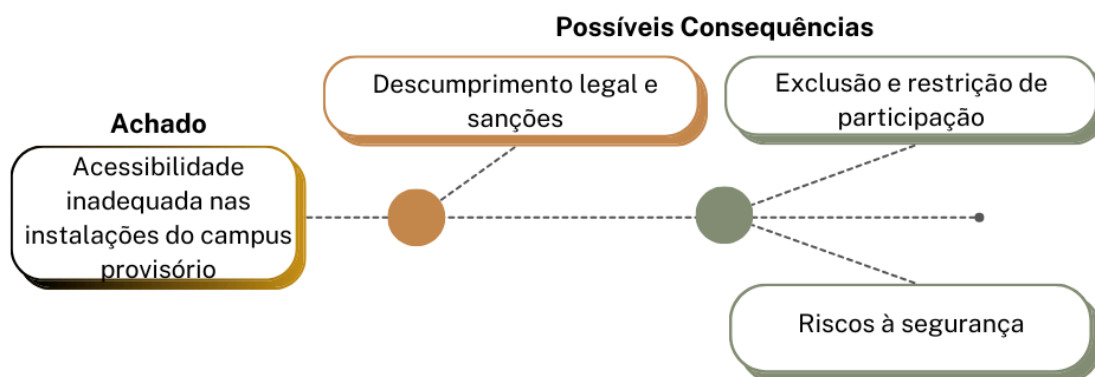 Possíveis Consequências
Descumprimento legal e
sanções
Exclusão e restrição de
participação
Achado
Acessibilidade
inadequada nas
instalações do campus
provisório
Riscos à segurança